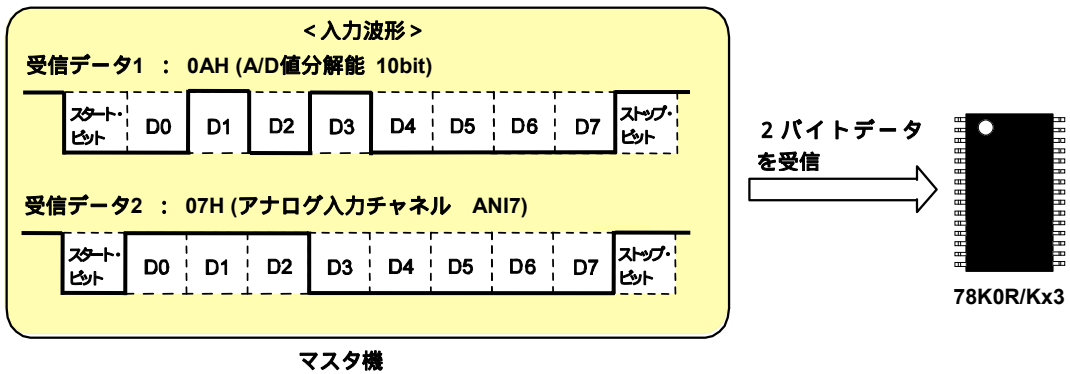 ＜入力波形＞
受信データ1 ： 0AH (A/D値分解能 10bit)
スタート・ビット D0 D1 D2 D3 D4 D5 D6 D7 ストップ・ビット
受信データ2 ： 07H (アナログ入力チャネル ANI7)
スタート・ビット D0 D1 D2 D3 D4 D5 D6 D7 ストップ・ビット
マスタ機
2バイトデータ
を受信
78K0R/Kx3